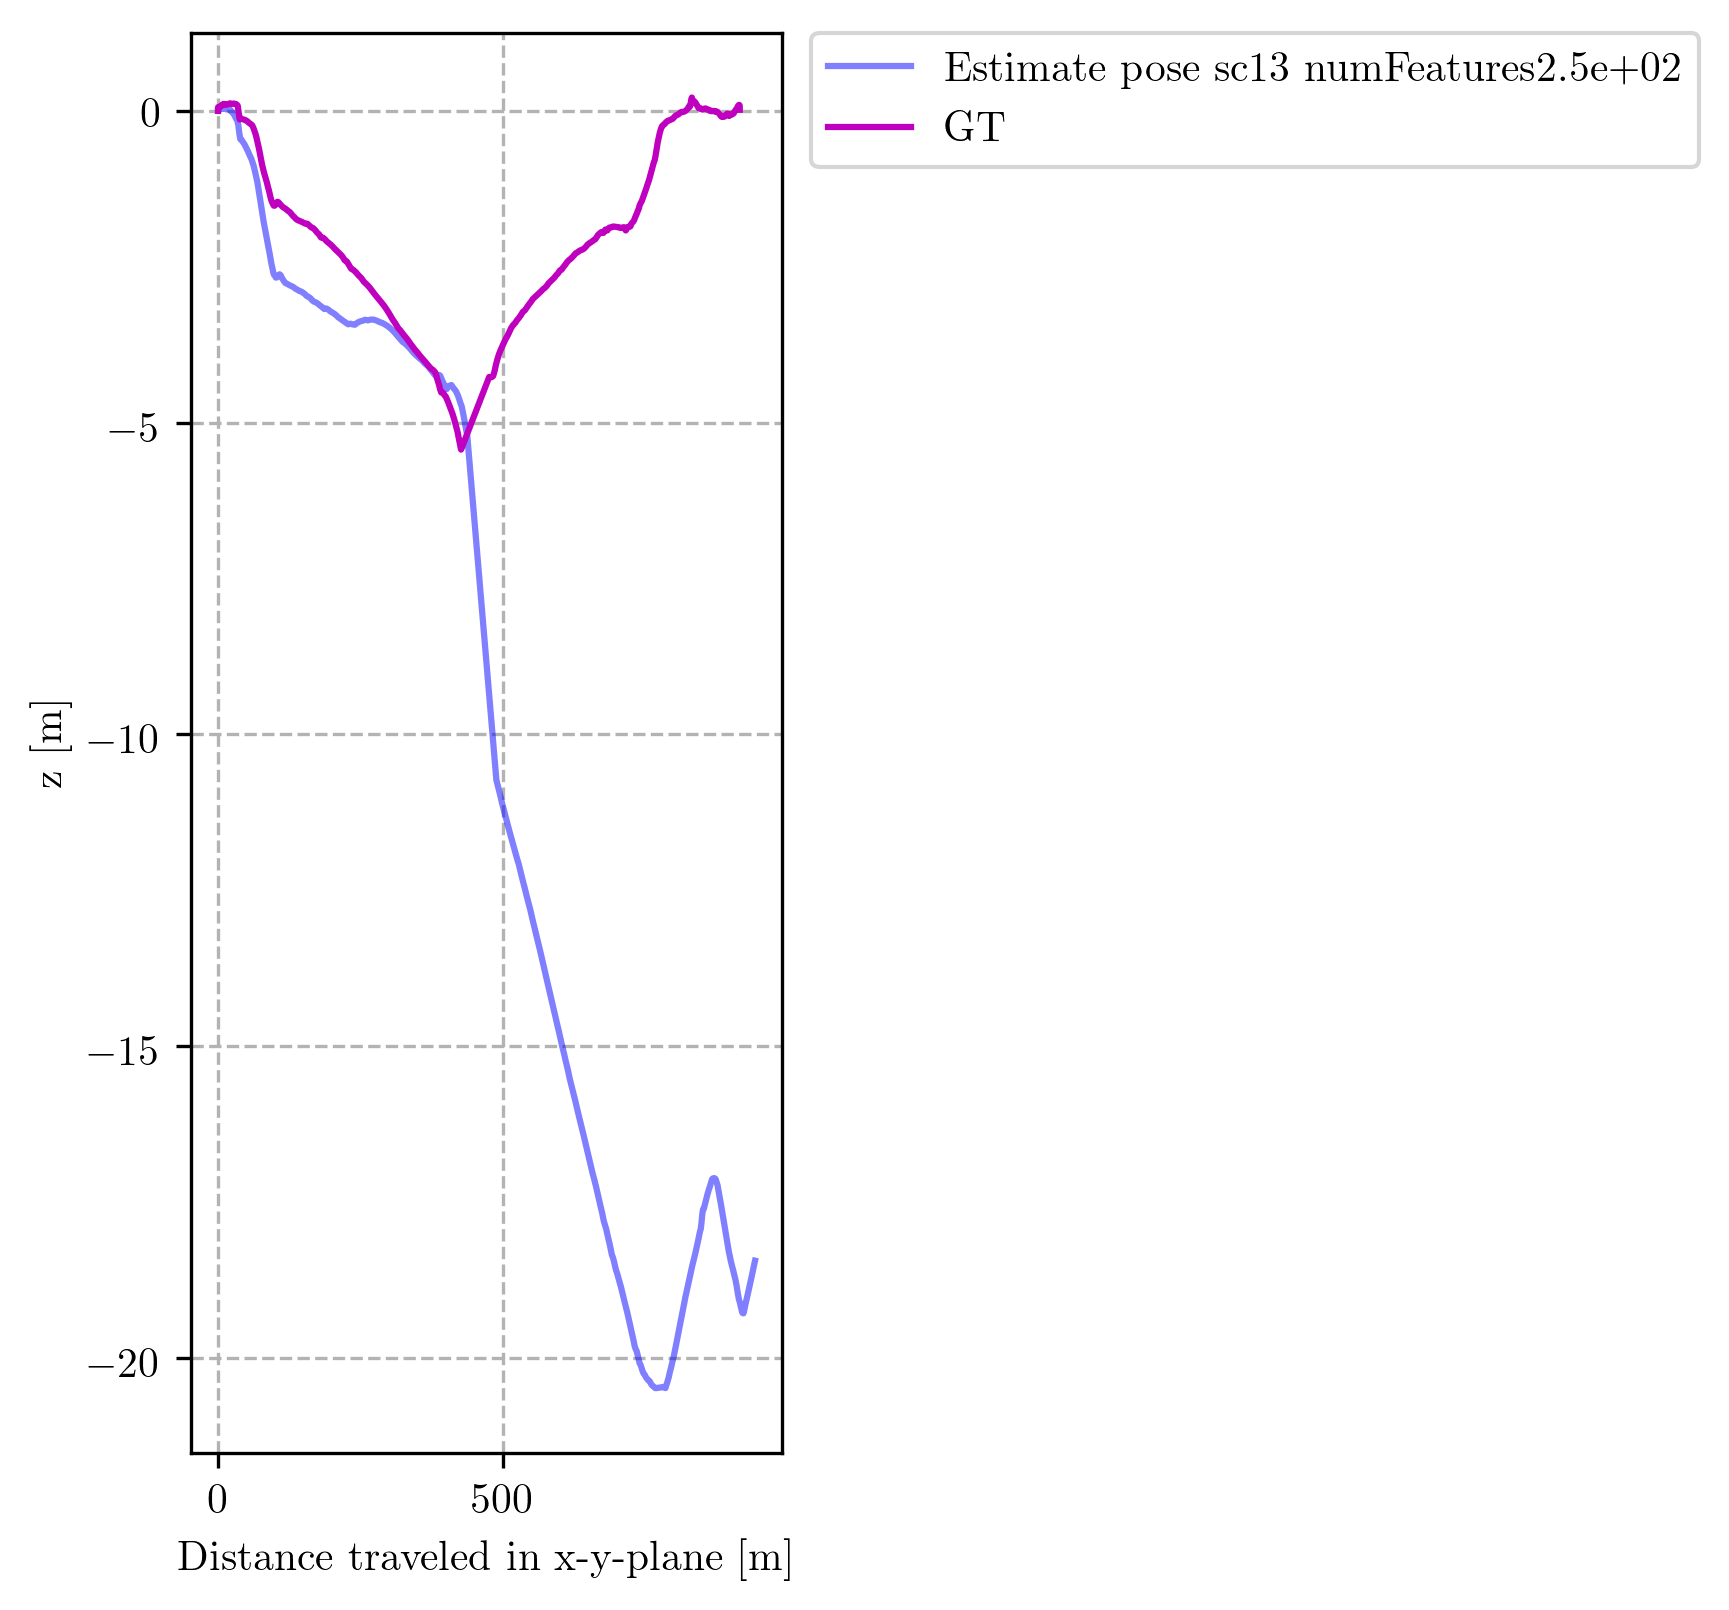 Estimate pose sc13 numFeatures2.5e+02
GT
0
−5
−10
−15
−20
z [m]
0
500
Distance traveled in x-y-plane [m]